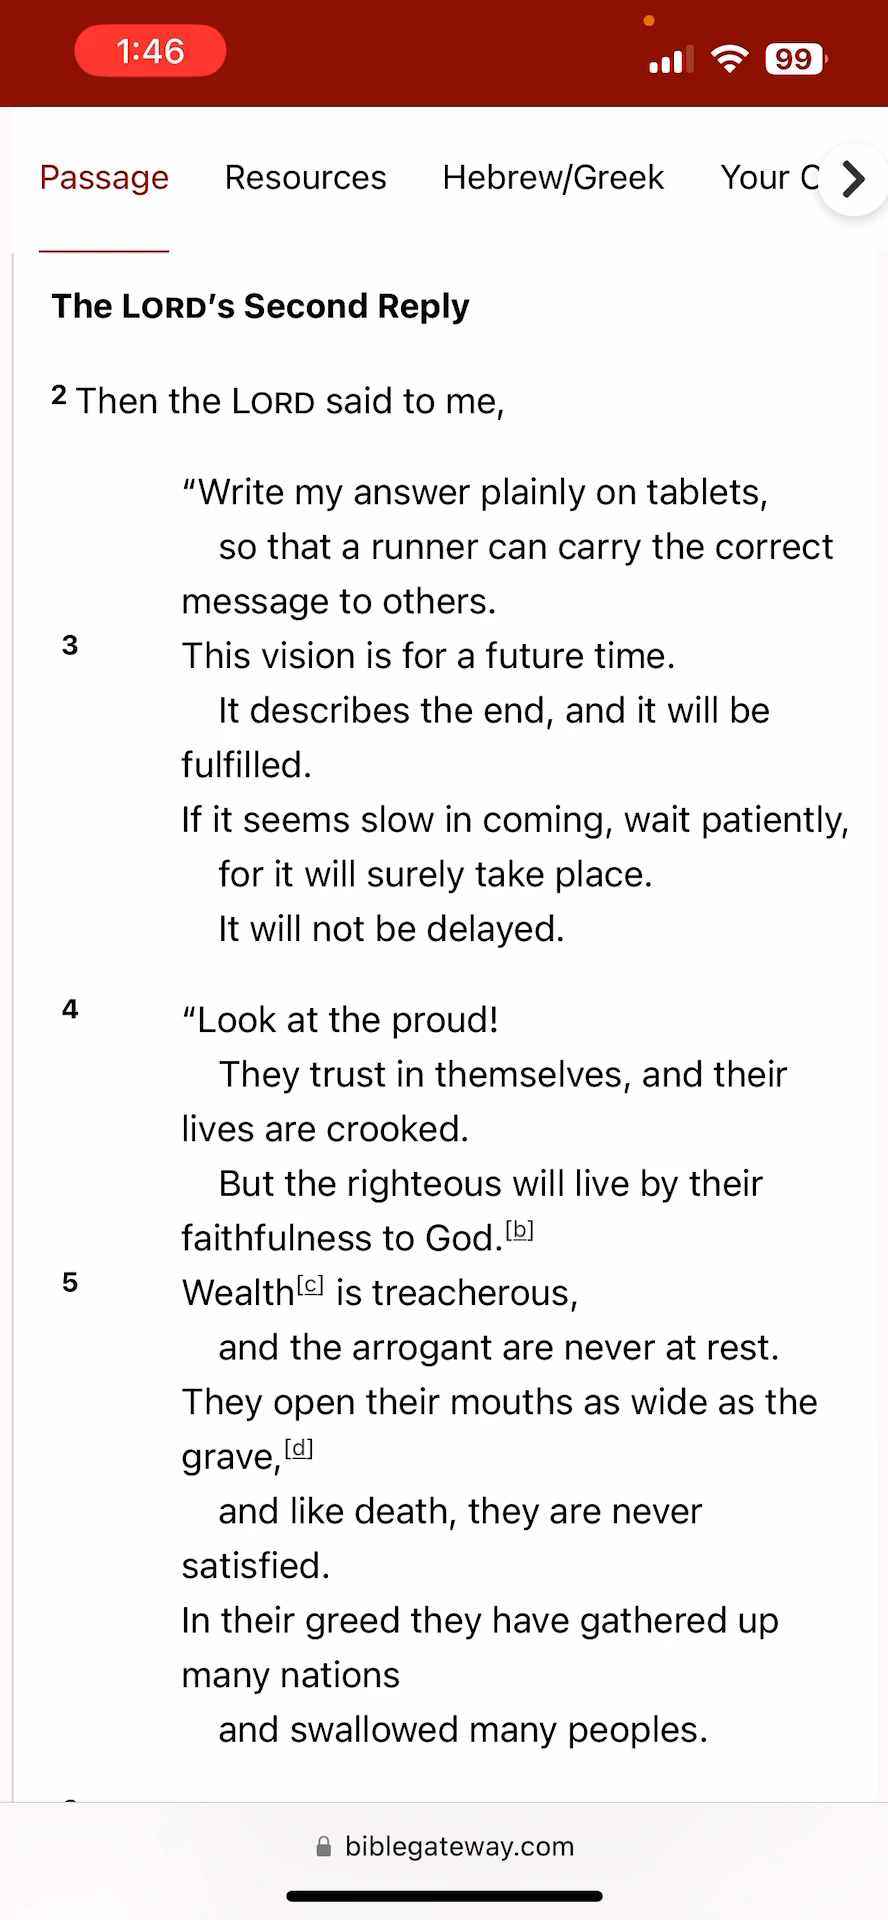 1:46
99
Passage Resources Hebrew/Greek Your
The LORD's Second Reply
2 Then the LORD said to me,
“Write my answer plainly on tablets,
so that a runner can carry the correct
message to others.
3 This vision is for a future time.
It describes the end, and it will be
fulfilled.
If it seems slow in coming, wait patiently,
for it will surely take place.
It will not be delayed.
4 “Look at the proud!
They trust in themselves, and their
lives are crooked.
But the righteous will live by their
faithfulness to God.[b]
5 Wealth[c] is treacherous,
and the arrogant are never at rest.
They open their mouths as wide as the
grave,[d]
and like death, they are never
satisfied.
In their greed they have gathered up
many nations
and swallowed many peoples.
biblegateway.com